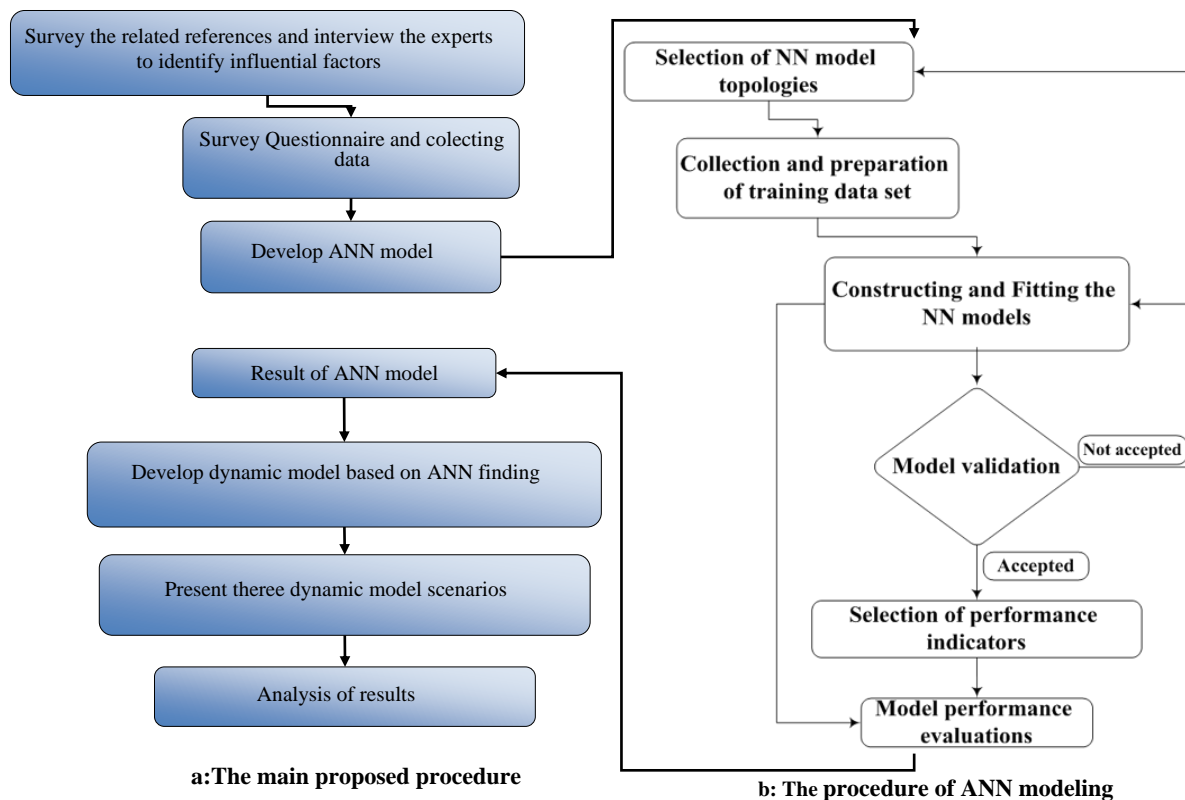 Survey the related references and interview the experts
to identify influential factors
Survey Questionnaire and colecting
data
Develop ANN model
Result of ANN model
Develop dynamic model based on ANN finding
Present theree dynamic model scenarios
Analysis of results
a:The main proposed procedure
Selection of NN model
topologies
Collection and preparation
of training data set
Constructing and Fitting the
NN models
Model validation
Not accepted
Accepted
Selection of performance
indicators
Model performance
evaluations
b: The procedure of ANN modeling